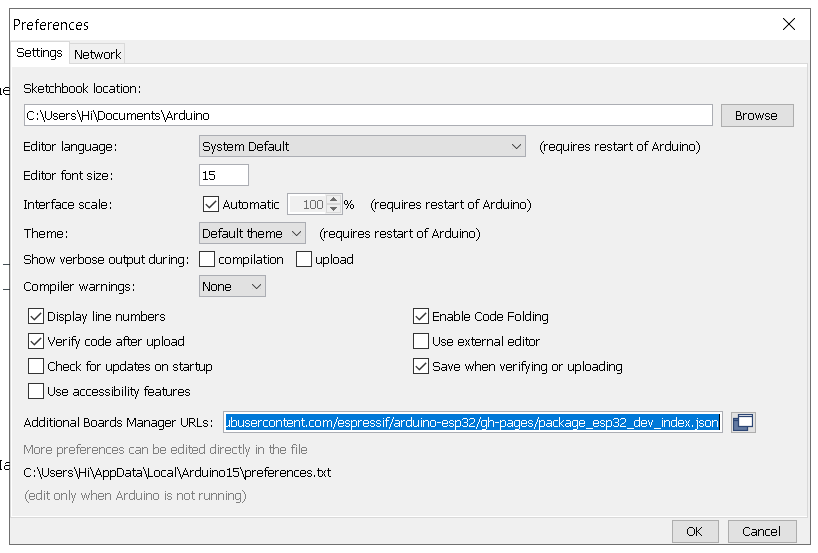 Preferences
Settings Network
Sketchbook location:
C:\Users\Hi\Documents\Arduino Browse
Editor language: System Default (requires restart of Arduino)
Editor font size: 15
Interface scale: Automatic 100 % (requires restart of Arduino)
Theme: Default theme (requires restart of Arduino)
Show verbose output during: compilation upload
Compiler warnings: None
Display line numbers Enable Code Folding
Verify code after upload Use external editor
Check for updates on startup Save when verifying or uploading
Use accessibility features
Additional Boards Manager URLs: ubusercontent.com/espressif/arduino-esp32/gh-pages/package_esp32_dev_index.json
More preferences can be edited directly in the file
C:\Users\Hi\AppData\Local\Arduino15\preferences.txt
(edit only when Arduino is not running)
OK Cancel